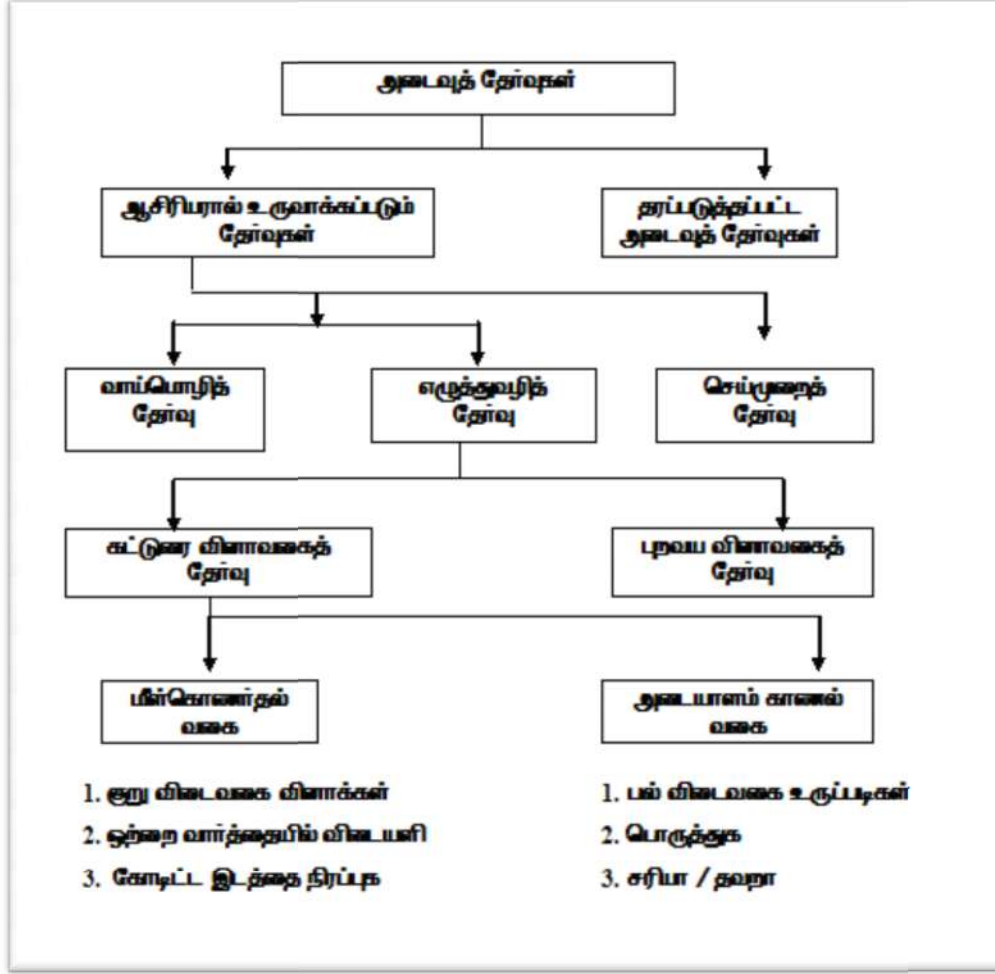 அடைவுத் தேர்வுகள்
ஆசிரியரால் உருவாக்கப்படும்
தேர்வுகள்
தரப்படுத்தப்பட்ட
அடைவுத் தேர்வுகள்
வாய்மொழித்
தேர்வு
எழுத்துவழித்
தேர்வு
செய்முறைத்
தேர்வு
கட்டுரை வினாவகைத்
தேர்வு
புறவய வினாவகைத்
தேர்வு
மீள்கொணர்தல்
வகை
அடையாளம் காணல்
வகை
1. குறு விடைவகை வினாக்கள்
2. ஒற்றை வார்த்தையில் விடையளி
3. கோடிட்ட இடத்தை நிரப்புக
1. பல் விடைவகை உருப்படிகள்
2. பொருத்துக
3. சரியா / தவறா